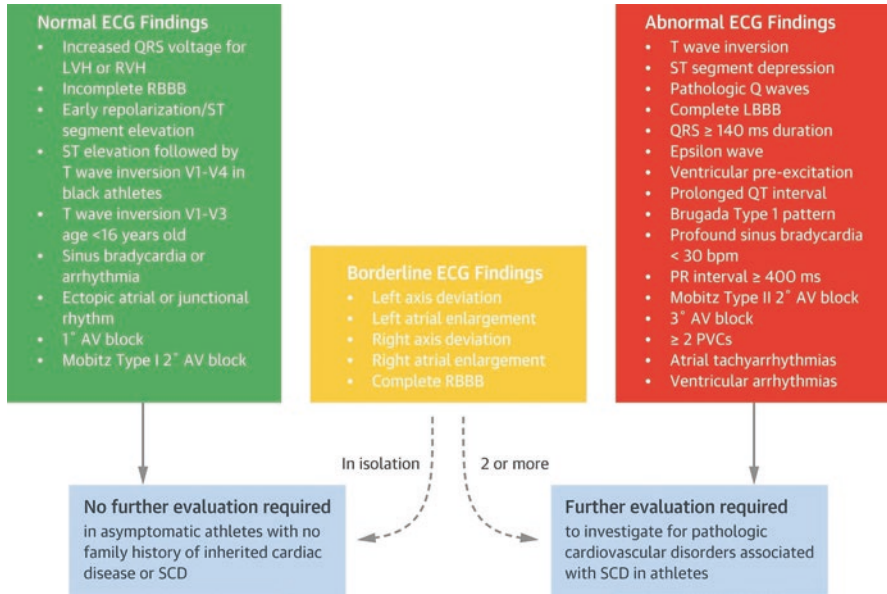 Normal ECG Findings
• Increased QRS voltage for
LVH or RVH
• Incomplete RBBB
• Early repolarization/ST
segment elevation
• ST elevation followed by
T wave inversion V1-V4 in
black athletes
• T wave inversion V1-V3
age <16 years old
• Sinus bradycardia or
arrhythmia
• Ectopic atrial or junctional
rhythm
• 1˚ AV block
• Mobitz Type I 2˚ AV block
Borderline ECG Findings
• Left axis deviation
• Left atrial enlargement
• Right axis deviation
• Right atrial enlargement
• Complete RBBB
Abnormal ECG Findings
• T wave inversion
• ST segment depression
• Pathologic Q waves
• Complete LBBB
• QRS ≥ 140 ms duration
• Epsilon wave
• Ventricular pre-excitation
• Prolonged QT interval
• Brugada Type 1 pattern
• Profound sinus bradycardia
< 30 bpm
• PR interval ≥ 400 ms
• Mobitz Type II 2˚ AV block
• 3˚ AV block
• ≥ 2 PVCs
• Atrial tachyarrhythmias
• Ventricular arrhythmias
In isolation
2 or more
No further evaluation required
in asymptomatic athletes with no
family history of inherited cardiac
disease or SCD
Further evaluation required
to investigate for pathologic
cardiovascular disorders associated
with SCD in athletes